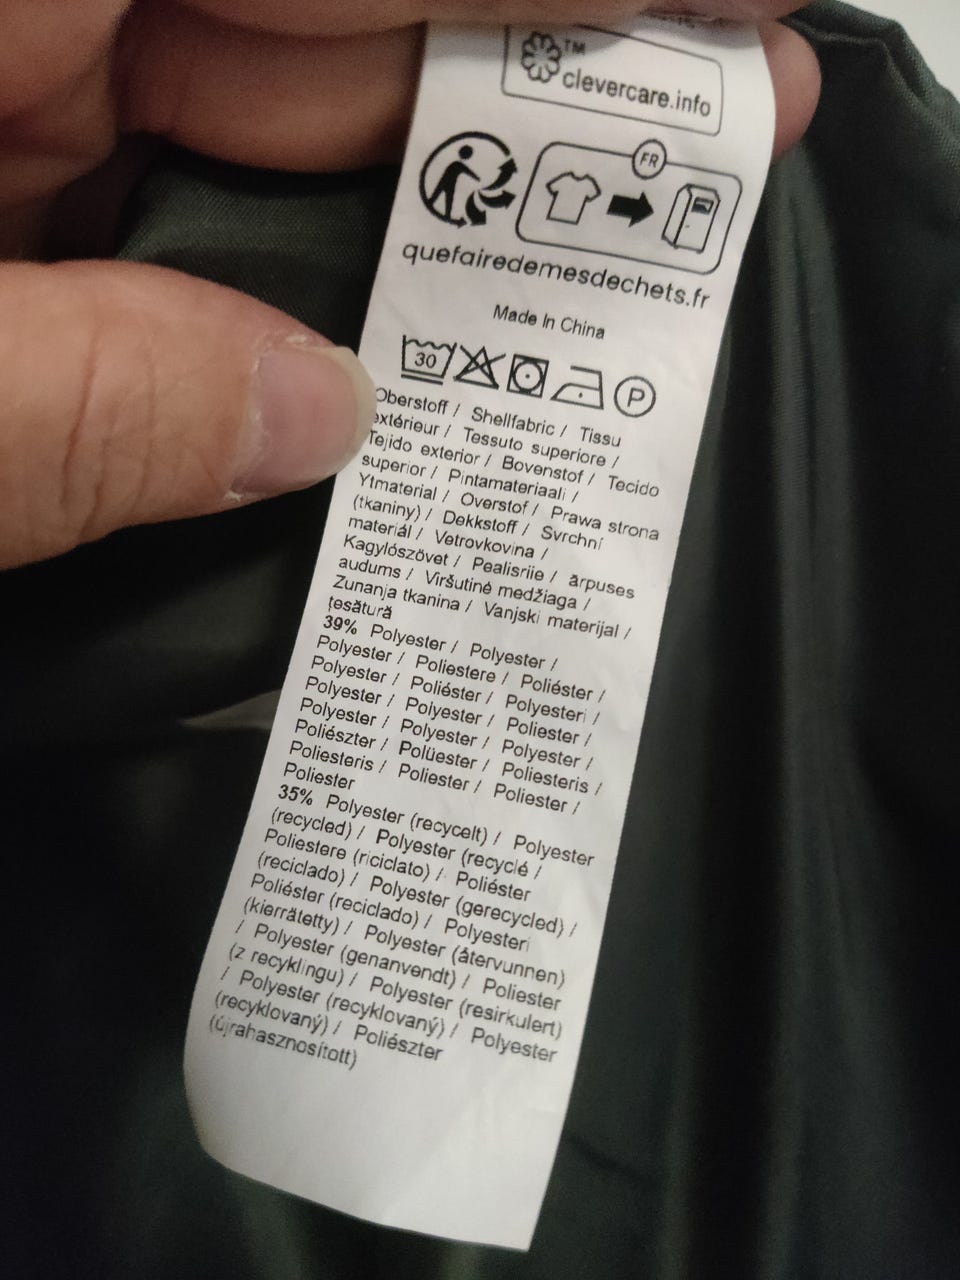 TM
clevercare.info
FR
quefairedemesdechets.fr
Made In China
30 P
Oberstoff / Shellfabric / Tissu
extérieur / Tessuto superiore /
Tejido exterior / Bovenstof / Tecido
superior / Pintamateriaali /
Ytmaterial / Overstof / Prawa strona
(tkaniny) / Dekkstoff / Svrchní
materiál / Vetrovkovina /
Kagylószövet / Pealisriie / ārpuses
audums / Viršutinė medžiaga /
Zunanja tkanina / Vanjski materijal /
țesătură
39% Polyester / Polyester /
Polyester / Poliestere / Poliéster /
Polyester / Poliéster / Polyesteri /
Polyester / Polyester / Poliester /
Polyester / Polyester / Polyester /
Poliészter / Polüester / Poliesteris /
Poliesteris / Poliester / Poliester /
Poliester
35% Polyester (recycelt) / Polyester
(recycled) / Polyester (recyclé /
Poliestere (riciclato) / Poliéster
(reciclado) / Polyester (gerecycled) /
Poliéster (reciclado) / Polyesteri
(kierrätetty) / Polyester (återvunnen)
/ Polyester (genanvendt) / Poliester
(z recyklingu) / Polyester (resirkulert)
/ Polyester (recyklovaný) / Polyester
(recyklovaný) / Poliészter
(újrahasznosított)